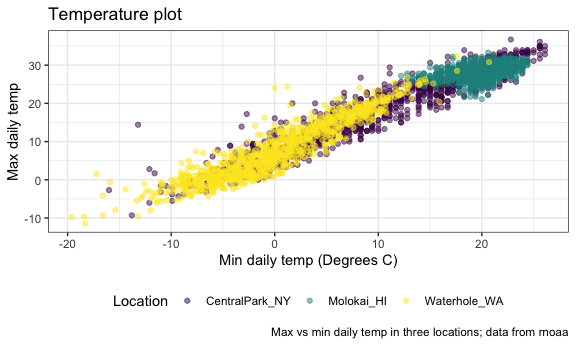 Temperature plot
Max daily temp
30
20
10
0
-10
-20
-10
0
10
20
Min daily temp (Degrees C)
Location
CentralPark_NY
Molokai_HI
Waterhole_WA
Max vs min daily temp in three locations; data from rnoaa